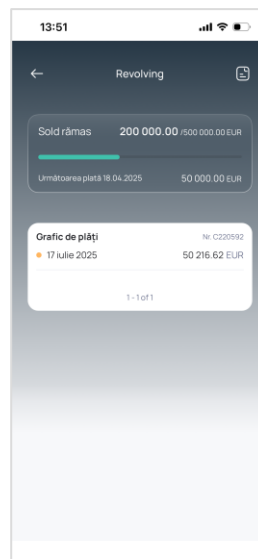 13:51
Revolving
Sold rămas 200 000.00 /500 000.00 EUR
Următoarea plată 18.04.2025 50 000.00 EUR
Grafic de plăți Nr. C220592
17 iulie 2025 50 216.62 EUR
1 - 1 of 1